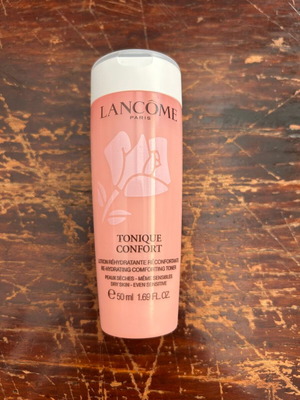 LANCÔME
PARIS
TONIQUE
CONFORT
LOTION RÉHYDRATANTE RÉCONFORTANTE
RE-HYDRATING COMFORTING TONER
PEAUX SÈCHES - MÊME SENSIBLES
DRY SKIN - EVEN SENSITIVE
℮ 50 ml 1.69 FL.OZ.